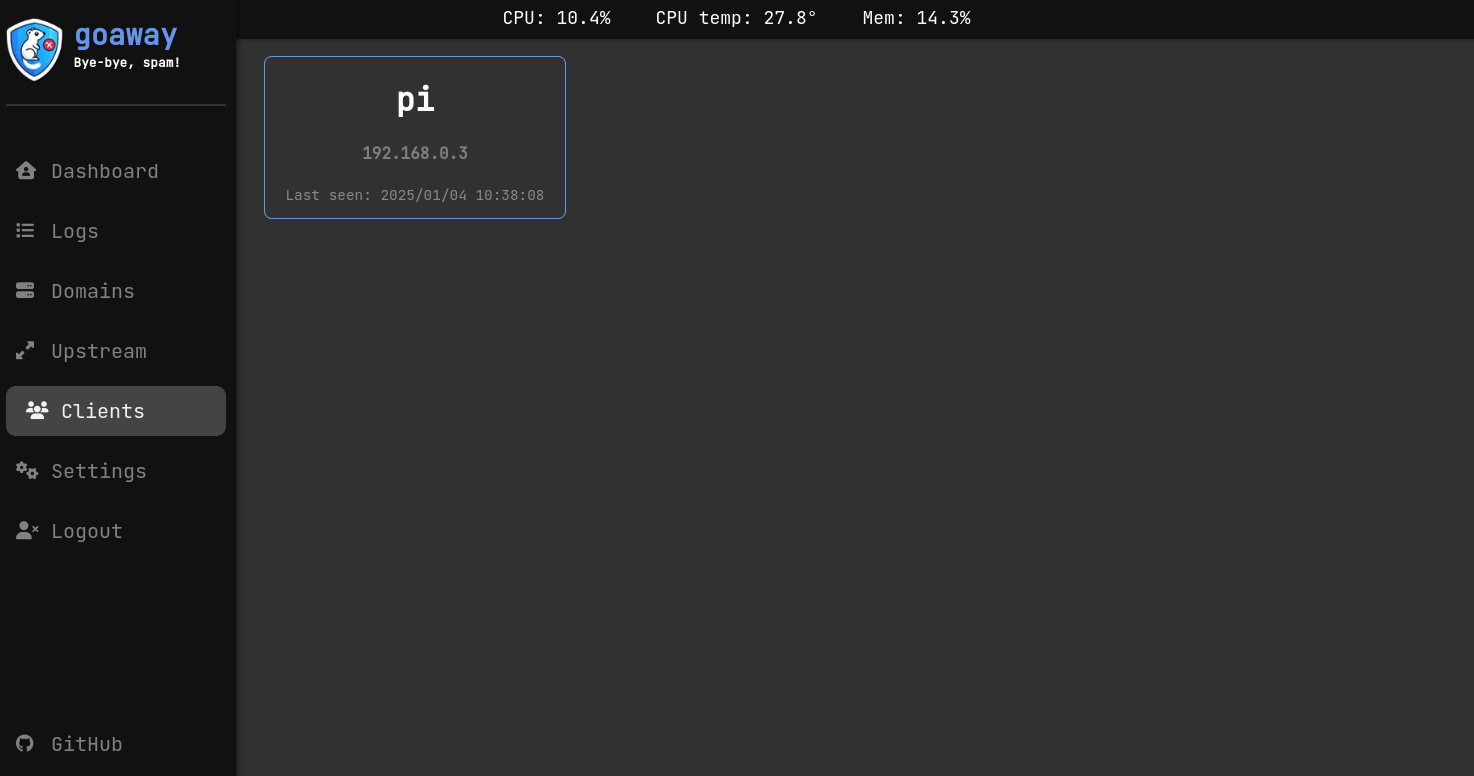 goaway
Bye-bye, spam!
Dashboard
Logs
Domains
Upstream
Clients
Settings
Logout
GitHub
CPU: 10.4% CPU temp: 27.8° Mem: 14.3%
pi
192.168.0.3
Last seen: 2025/01/04 10:38:08